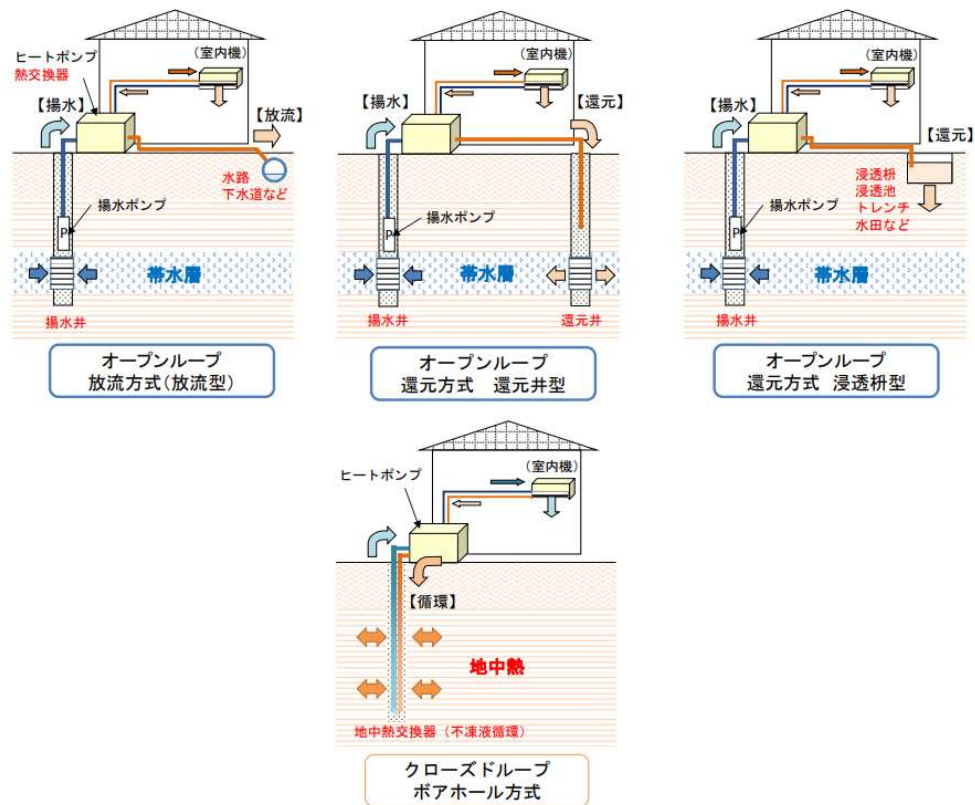 ヒートポンプ
熱交換器
(室内機)
【揚水】
【放流】
水路
下水道など
揚水ポンプ
P
帯水層
揚水井
オープンループ
放流方式(放流型)
(室内機)
【揚水】
【還元】
揚水ポンプ
P
帯水層
揚水井
還元井
オープンループ
還元方式 還元井型
(室内機)
【揚水】
【還元】
浸透枡
浸透池
トレンチ
水田など
揚水ポンプ
P
帯水層
揚水井
オープンループ
還元方式 浸透枡型
ヒートポンプ
(室内機)
【循環】
地中熱
地中熱交換器(不凍液循環)
クローズドループ
ボアホール方式